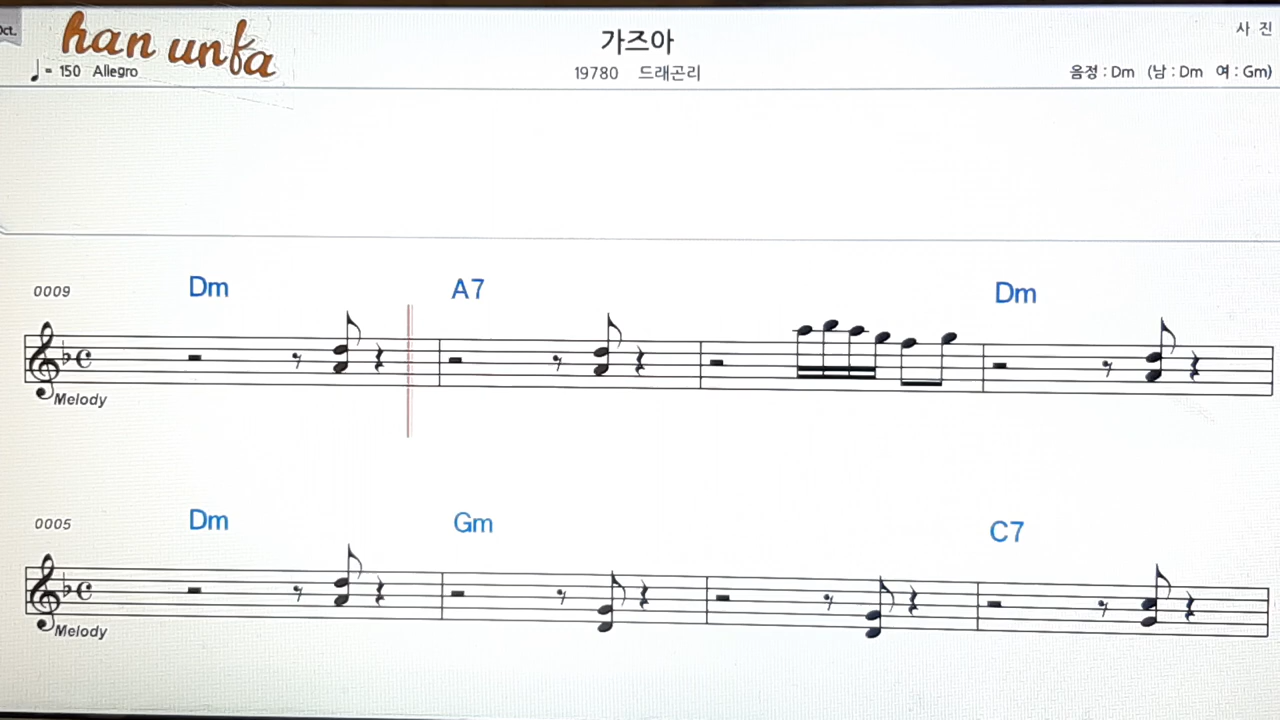 Oct.
han unfa
♩= 150 Allegro
가즈아
19780 드래곤리
사 진
음정 : Dm (남 : Dm 여 : Gm)
0009
Dm A7 Dm
Melody
0005
Dm Gm C7
Melody